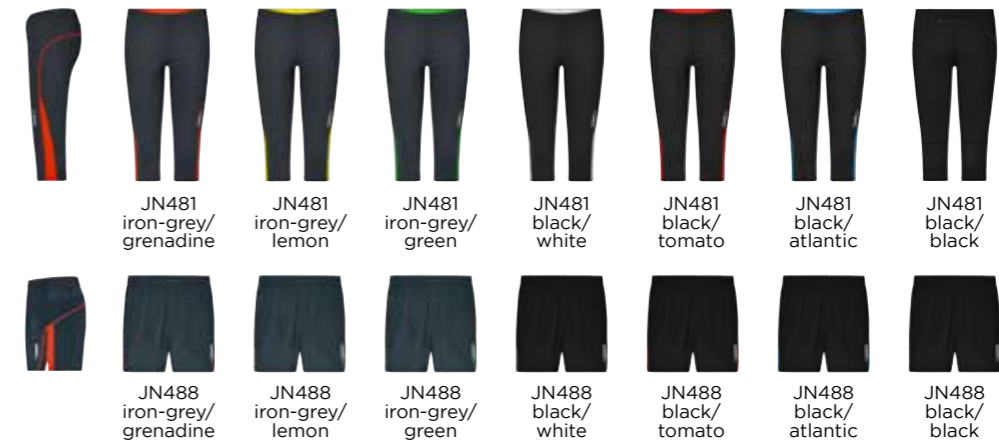 JN481
iron-grey/
grenadine
JN481
iron-grey/
lemon
JN481
iron-grey/
green
JN481
black/
white
JN481
black/
tomato
JN481
black/
atlantic
JN481
black/
black
JN488
iron-grey/
grenadine
JN488
iron-grey/
lemon
JN488
iron-grey/
green
JN488
black/
white
JN488
black/
tomato
JN488
black/
atlantic
JN488
black/
black